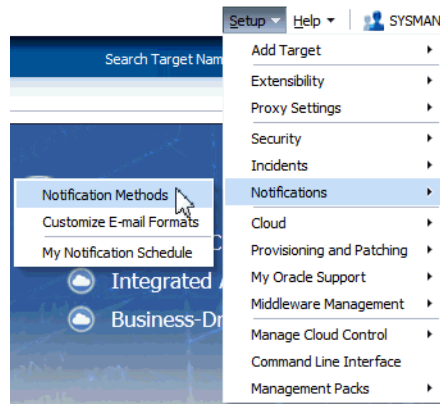 Setup Help SYSMAN
Search Target Nam
Add Target
Extensibility
Proxy Settings
Security
Incidents
Notifications
Notification Methods
Customize E-mail Formats
My Notification Schedule
Cloud
Provisioning and Patching
My Oracle Support
Middleware Management
Manage Cloud Control
Command Line Interface
Management Packs
Integrated
Business-Dr